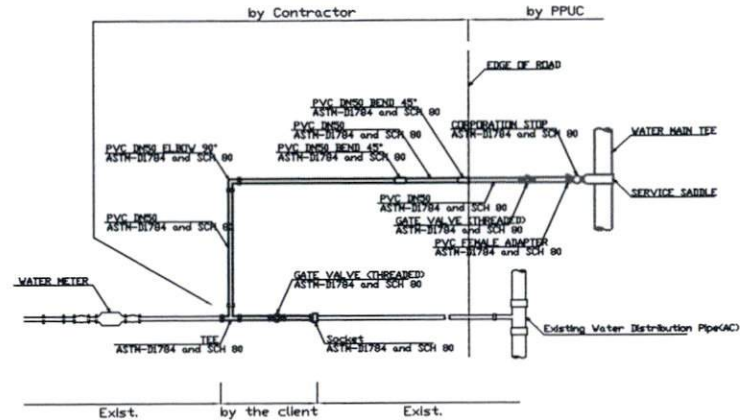 by Contractor
by PPUC
EDGE OF ROAD
PVC DN50 BEND 45°
ASTM-D1784 and SCH 80
PVC DN50
ASTM-D1784 and SCH 80
CORPORATION STOP
ASTM-D1784 and SCH 80
WATER MAIN TEE
PVC DN50 ELBOW 90°
ASTM-D1784 and SCH 80
PVC DN50 BEND 45°
ASTM-D1784 and SCH 80
PVC DN50
ASTM-D1784 and SCH 80
SERVICE SADDLE
PVC DN50
ASTM-D1784 and SCH 80
GATE VALVE (THREADED)
ASTM-D1784 and SCH 80
PVC FEMALE ADAPTER
ASTM-D1784 and SCH 80
WATER METER
GATE VALVE (THREADED)
ASTM-D1784 and SCH 80
TEE
ASTM-D1784 and SCH 80
Socket
ASTM-D1784 and SCH 80
Existing Water Distribution Pipe(AC)
Exist.
by the client
Exist.